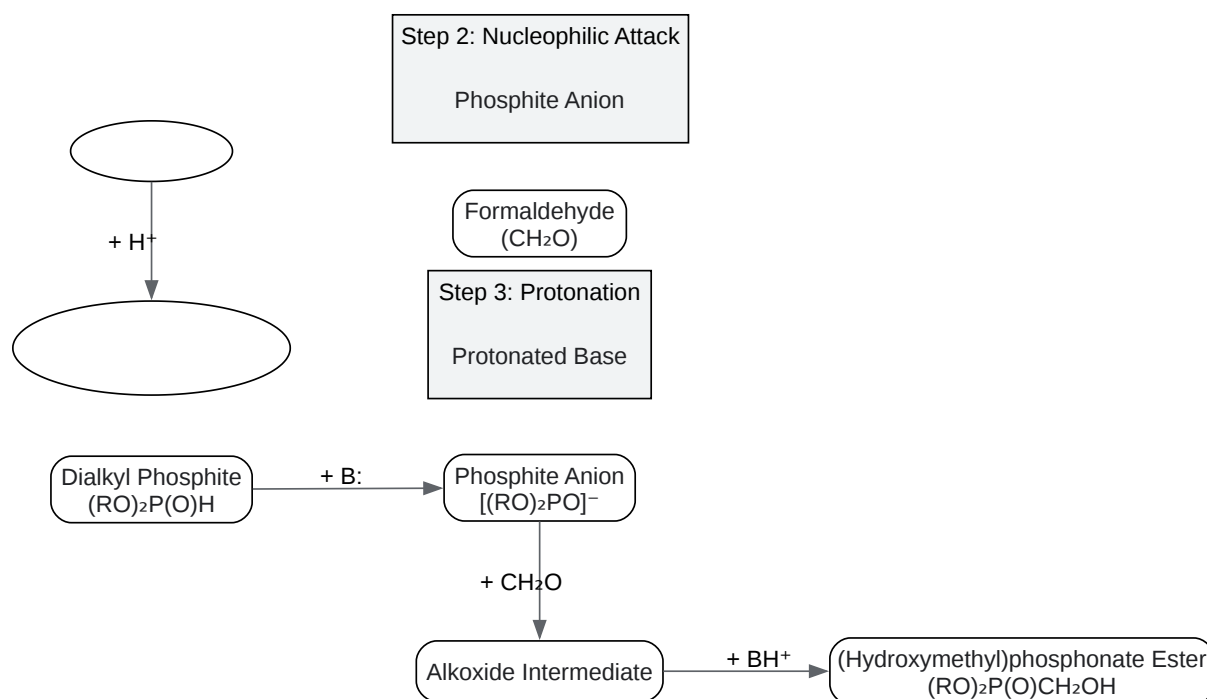 Step 2: Nucleophilic Attack
Phosphite Anion
+ H⁺
Formaldehyde
(CH₂O)
Step 3: Protonation
Protonated Base
Dialkyl Phosphite
(RO)₂P(O)H
+ B:
Phosphite Anion
[(RO)₂PO]⁻
+ CH₂O
Alkoxide Intermediate
+ BH⁺
(Hydroxymethyl)phosphonate Ester
(RO)₂P(O)CH₂OH